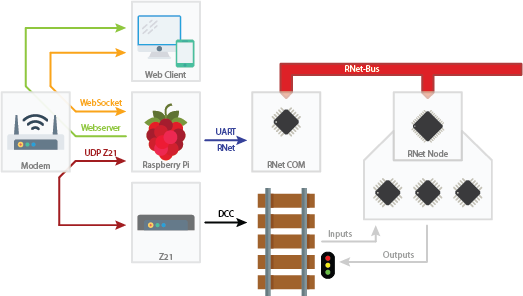 RNet-Bus
Web Client
WebSocket
Webserver
UDP Z21
Modem
Raspberry Pi
UART
RNet
RNet COM
RNet Node
Z21
DCC
Inputs
Outputs